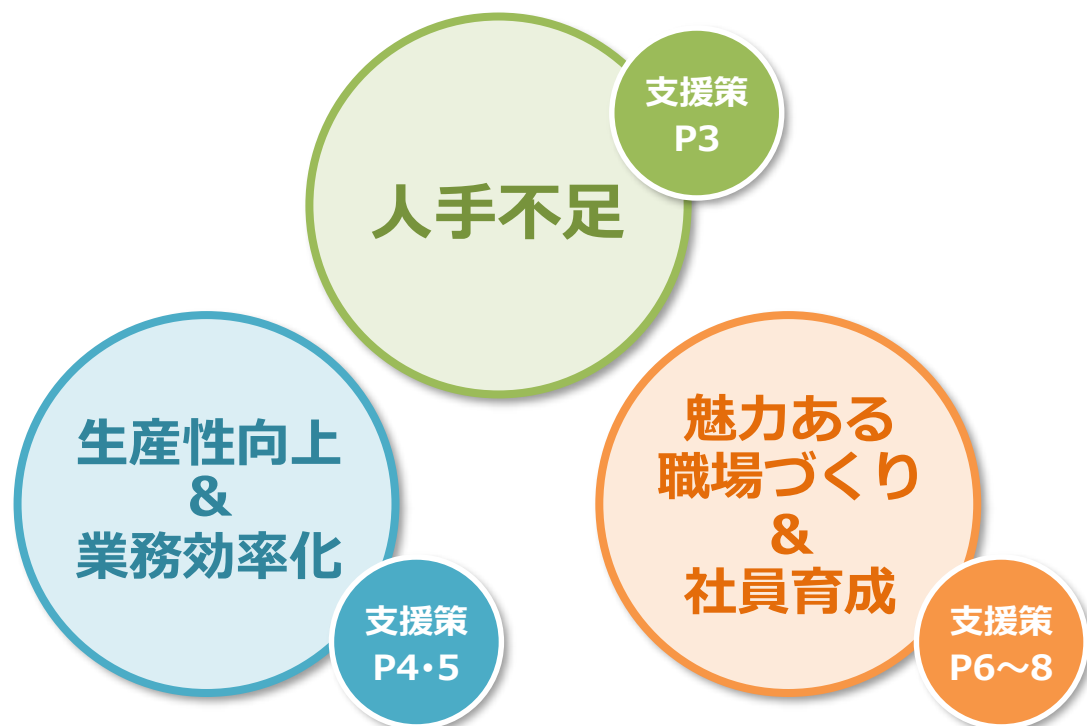 支援策
P3
人手不足
生産性向上
&
業務効率化
支援策
P4・5
魅力ある
職場づくり
&
社員育成
支援策
P6～8